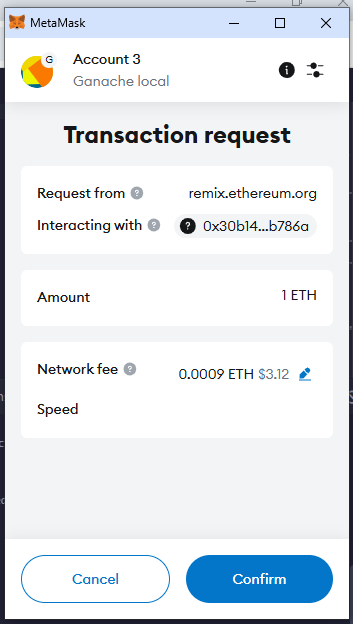 MetaMask
G
Account 3
Ganache local
Transaction request
Request from remix.ethereum.org
Interacting with 0x30b14...b786a
Amount 1 ETH
Network fee 0.0009 ETH $3.12
Speed
Cancel Confirm